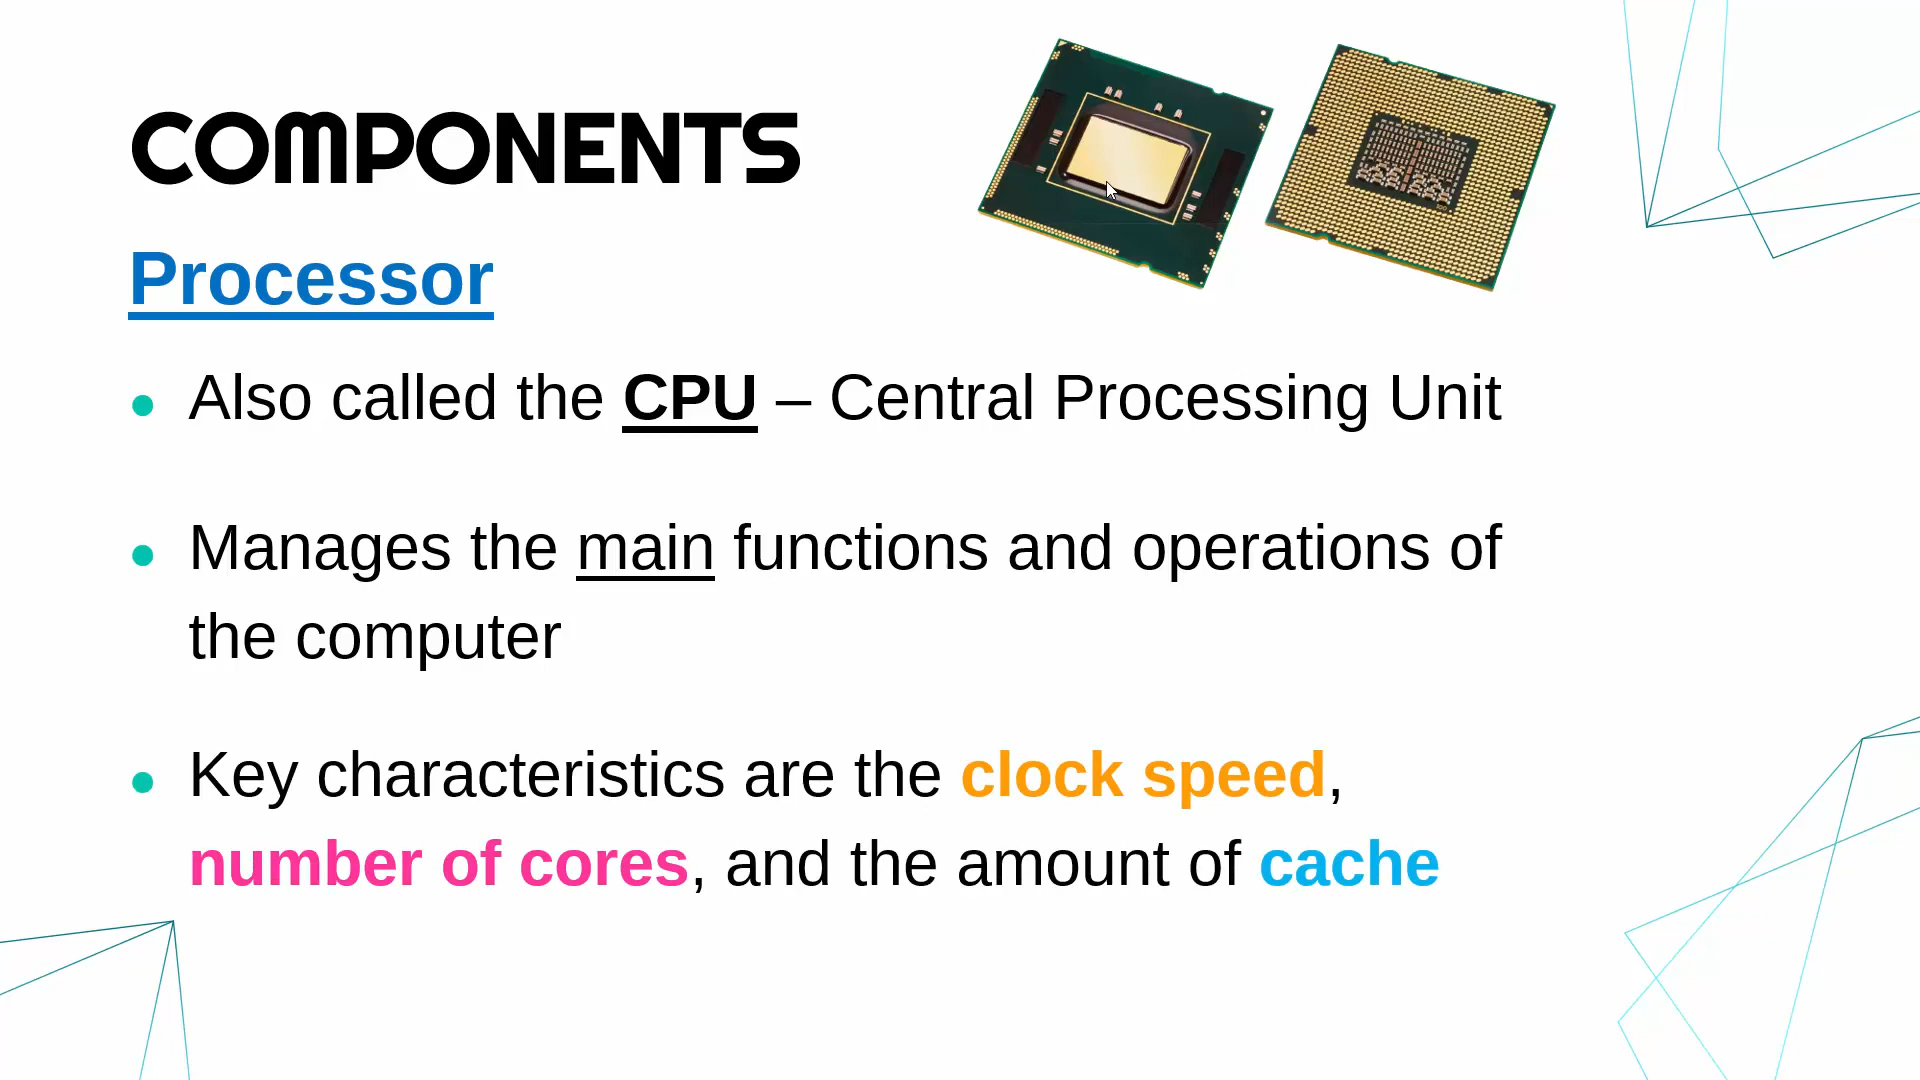 COMPONENTS
Processor
• Also called the CPU – Central Processing Unit
• Manages the main functions and operations of
the computer
• Key characteristics are the clock speed,
number of cores, and the amount of cache